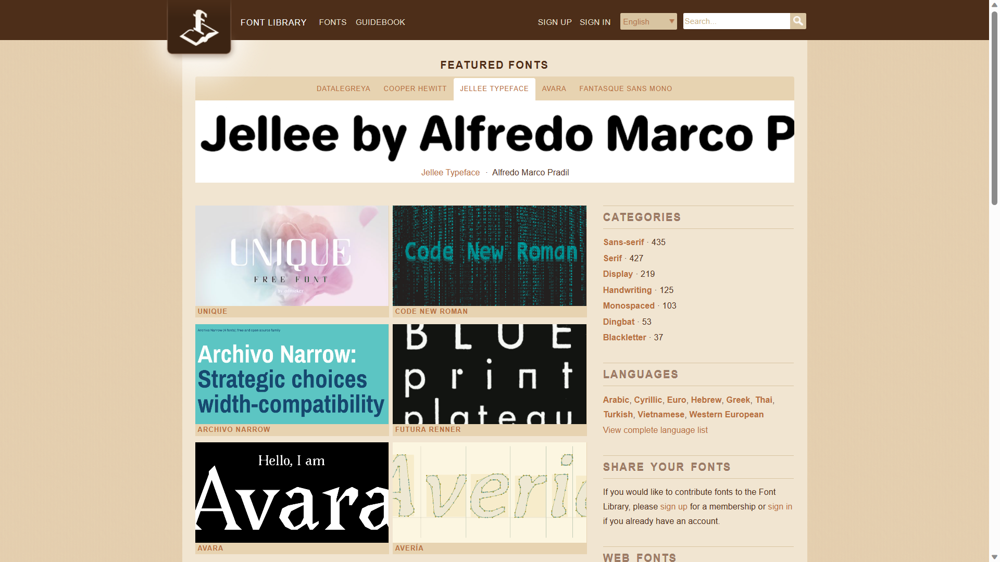 FONT LIBRARY
FONTS
GUIDEBOOK
SIGN UP
SIGN IN
English
Search...
FEATURED FONTS
DATALEGREYA
COOPER HEWITT
JELLEE TYPEFACE
AVARA
FANTASQUE SANS MONO
Jellee by Alfredo Marco P
Jellee Typeface · Alfredo Marco Pradil
UNIQUE
FREE FONT
by admaker
UNIQUE
Code New Roman
CODE NEW ROMAN
Archivo Narrow (4 fonts): free and open source family
Archivo Narrow:
Strategic choices
width-compatibility
ARCHIVO NARROW
BLUE
print
plateau
FUTURA RENNER
Hello, I am
Avara
AVARA
Averia
AVERÍA
CATEGORIES
Sans-serif · 435
Serif · 427
Display · 219
Handwriting · 125
Monospaced · 103
Dingbat · 53
Blackletter · 37
LANGUAGES
Arabic, Cyrillic, Euro, Hebrew, Greek, Thai,
Turkish, Vietnamese, Western European
View complete language list
SHARE YOUR FONTS
If you would like to contribute fonts to the Font
Library, please sign up for a membership or sign in
if you already have an account.
WEB FONTS